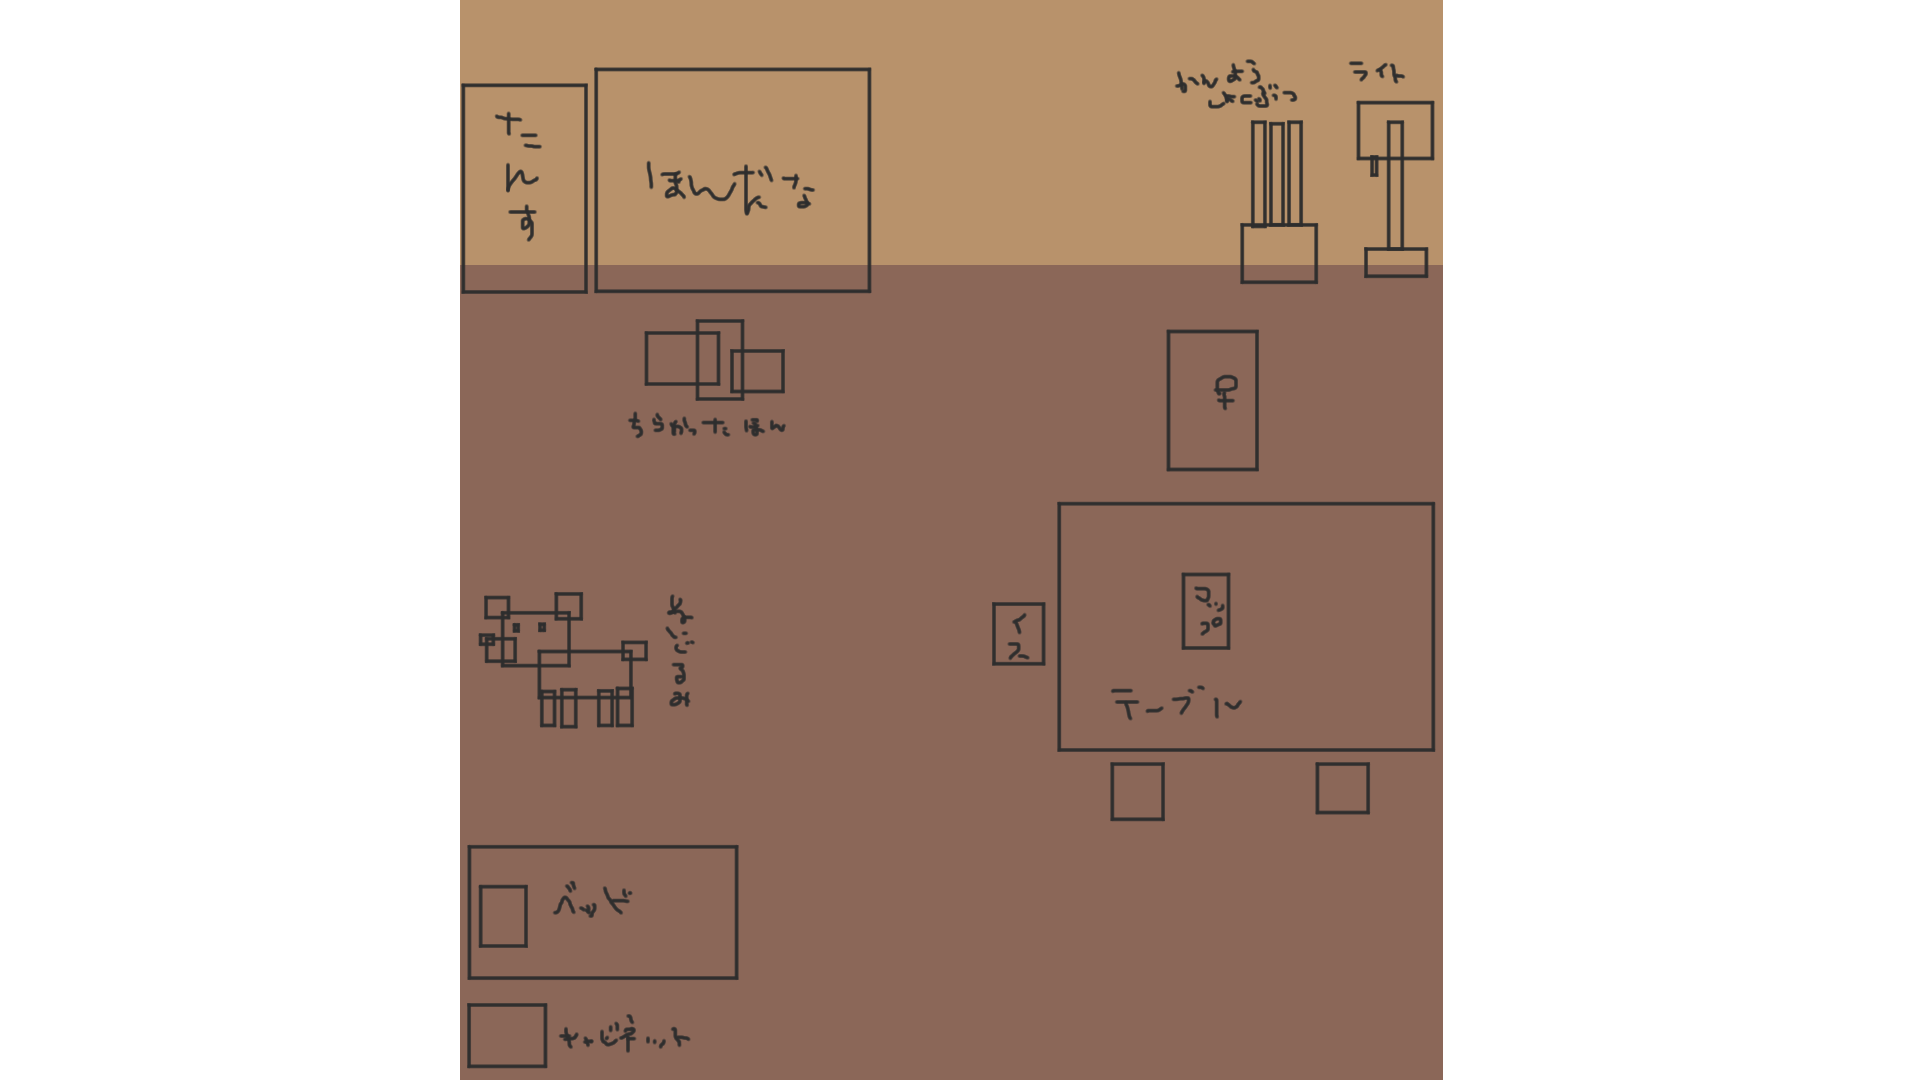 たんす
ほんだな
かんよう
しょくぶつ
ライト
ちらかったほん
イス
コップ
テーブル
ぬいぐるみ
ベッド
キャビネット